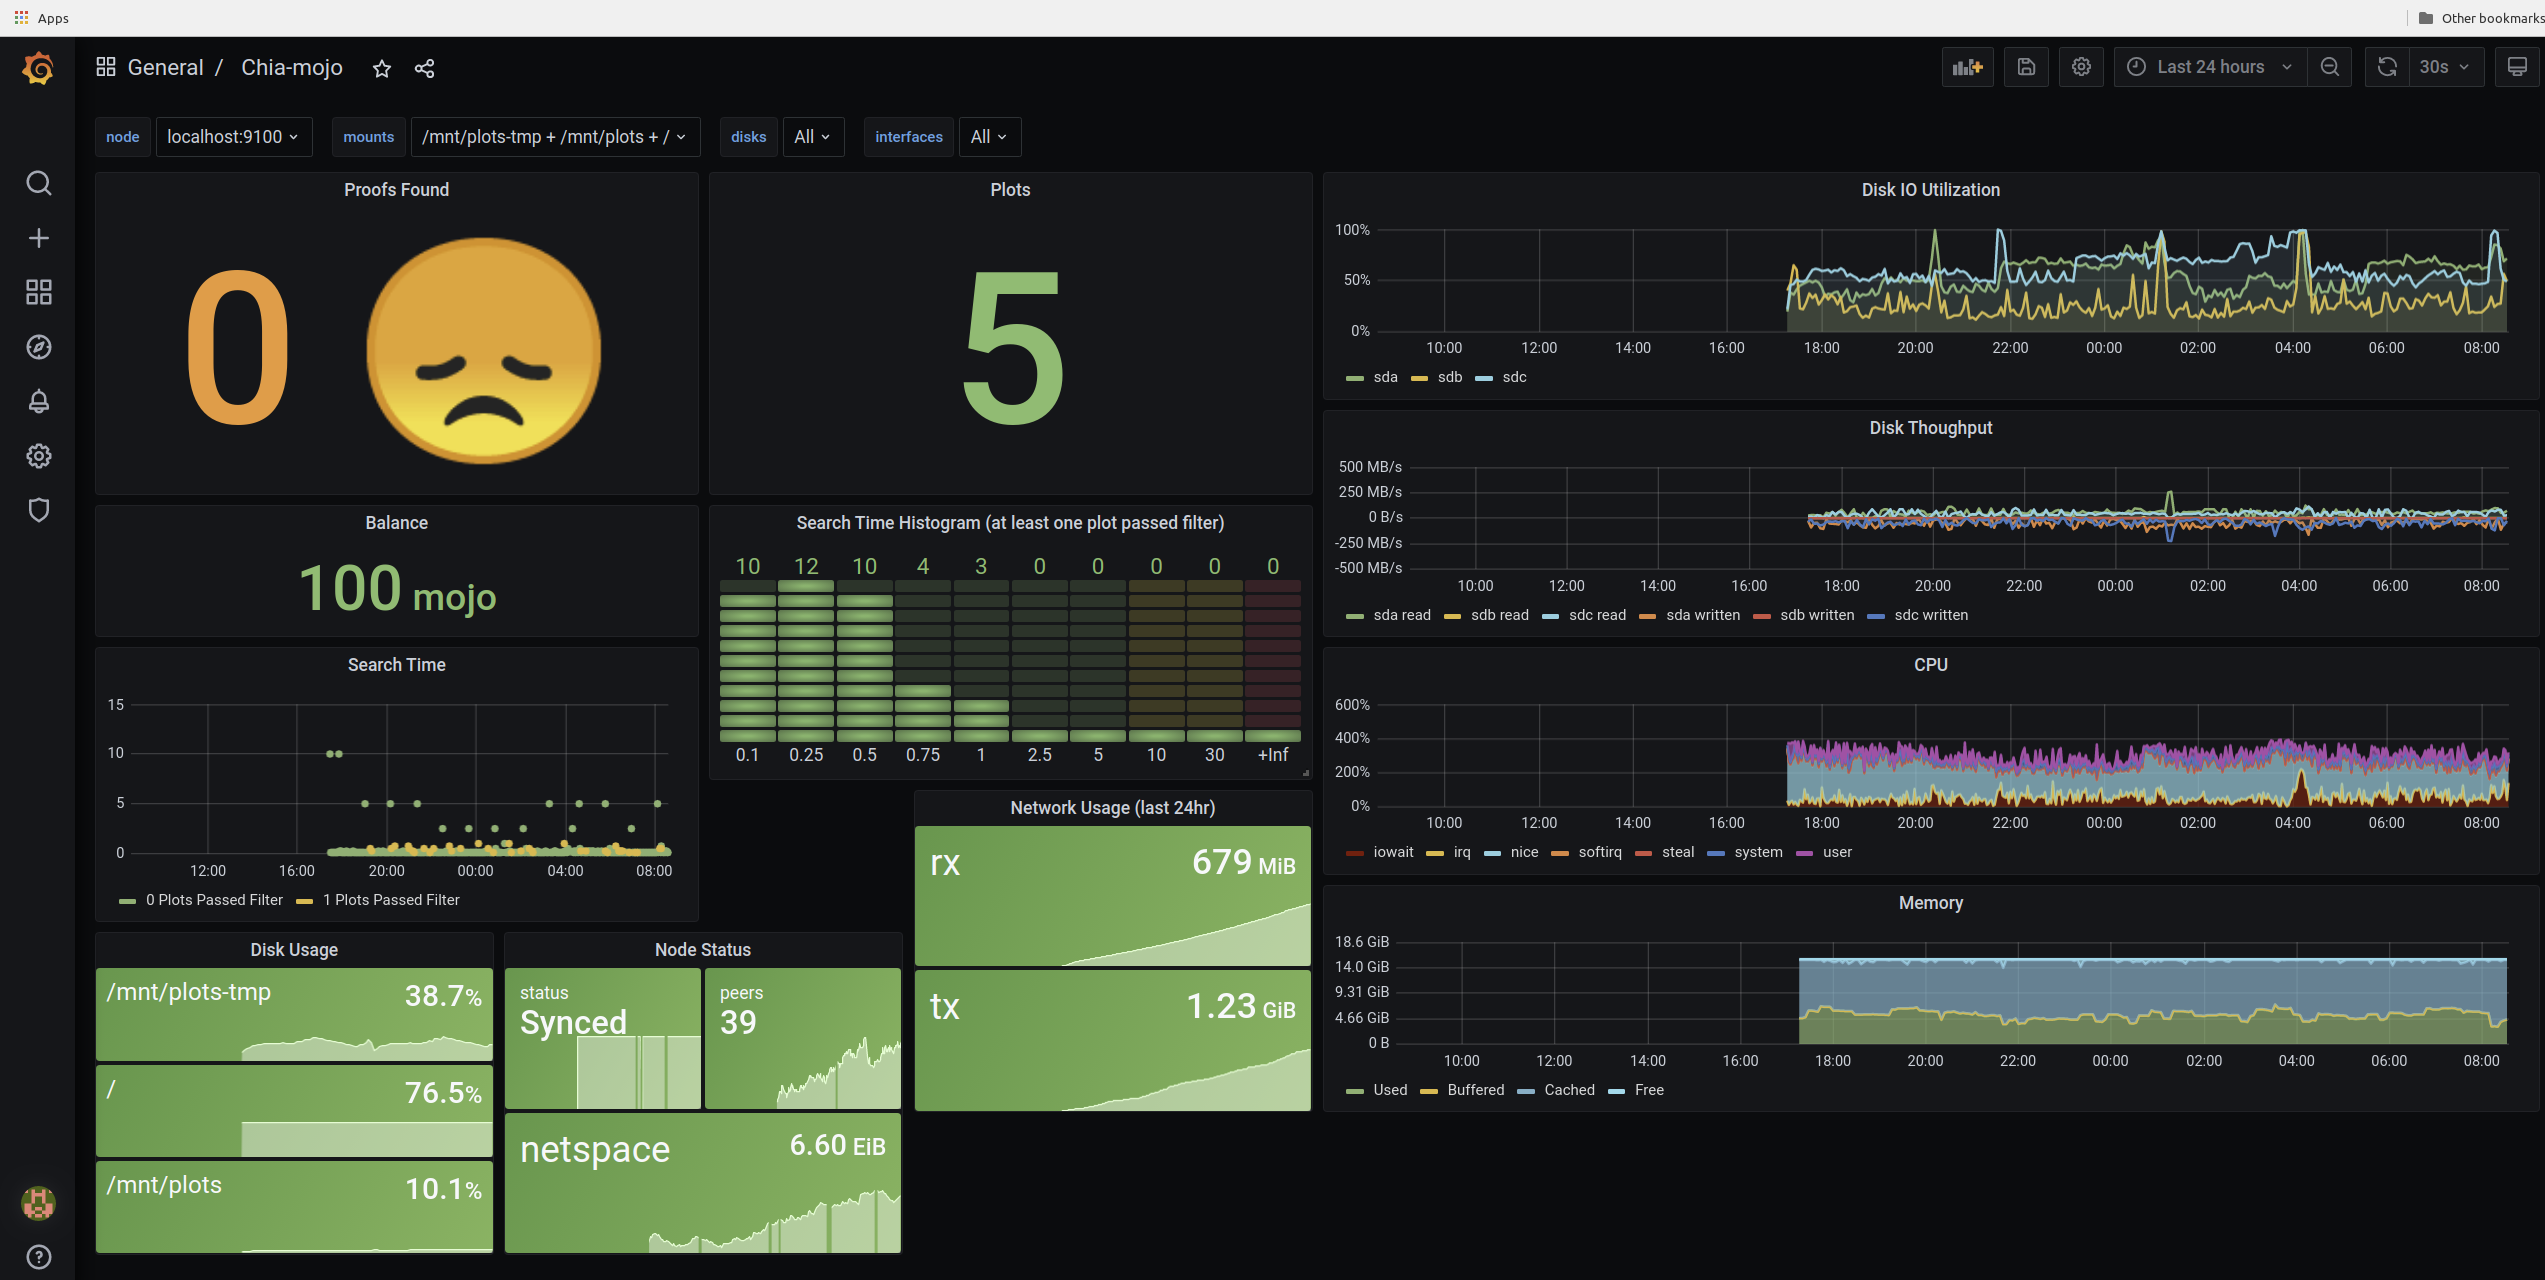 Apps
Other bookmarks
General / Chia-mojo
Last 24 hours
30s
node localhost:9100 mounts /mnt/plots-tmp + /mnt/plots + / disks All interfaces All
Proofs Found
0
Plots
5
Balance
100 mojo
Search Time Histogram (at least one plot passed filter)
10 12 10 4 3 0 0 0 0 0
0.1 0.25 0.5 0.75 1 2.5 5 10 30 +Inf
Search Time
15
10
5
0
12:00 16:00 20:00 00:00 04:00 08:00
0 Plots Passed Filter 1 Plots Passed Filter
Network Usage (last 24hr)
rx 679 MiB
tx 1.23 GiB
Disk Usage
/mnt/plots-tmp 38.7%
/ 76.5%
/mnt/plots 10.1%
Node Status
status
Synced
peers
39
netspace 6.60 EiB
Disk IO Utilization
100%
50%
0%
10:00 12:00 14:00 16:00 18:00 20:00 22:00 00:00 02:00 04:00 06:00 08:00
sda sdb sdc
Disk Thoughput
500 MB/s
250 MB/s
0 B/s
-250 MB/s
-500 MB/s
10:00 12:00 14:00 16:00 18:00 20:00 22:00 00:00 02:00 04:00 06:00 08:00
sda read sdb read sdc read sda written sdb written sdc written
CPU
600%
400%
200%
0%
10:00 12:00 14:00 16:00 18:00 20:00 22:00 00:00 02:00 04:00 06:00 08:00
iowait irq nice softirq steal system user
Memory
18.6 GiB
14.0 GiB
9.31 GiB
4.66 GiB
0 B
10:00 12:00 14:00 16:00 18:00 20:00 22:00 00:00 02:00 04:00 06:00 08:00
Used Buffered Cached Free